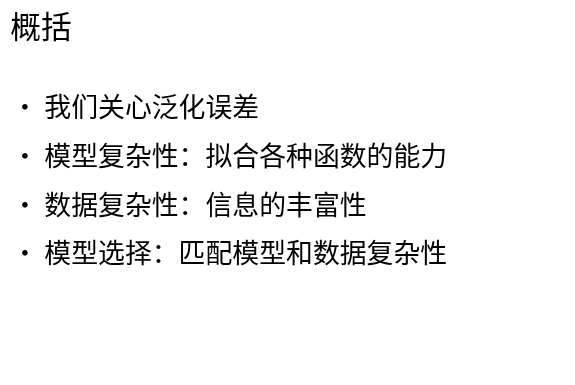 概括
• 我们关心泛化误差
• 模型复杂性：拟合各种函数的能力
• 数据复杂性：信息的丰富性
• 模型选择：匹配模型和数据复杂性